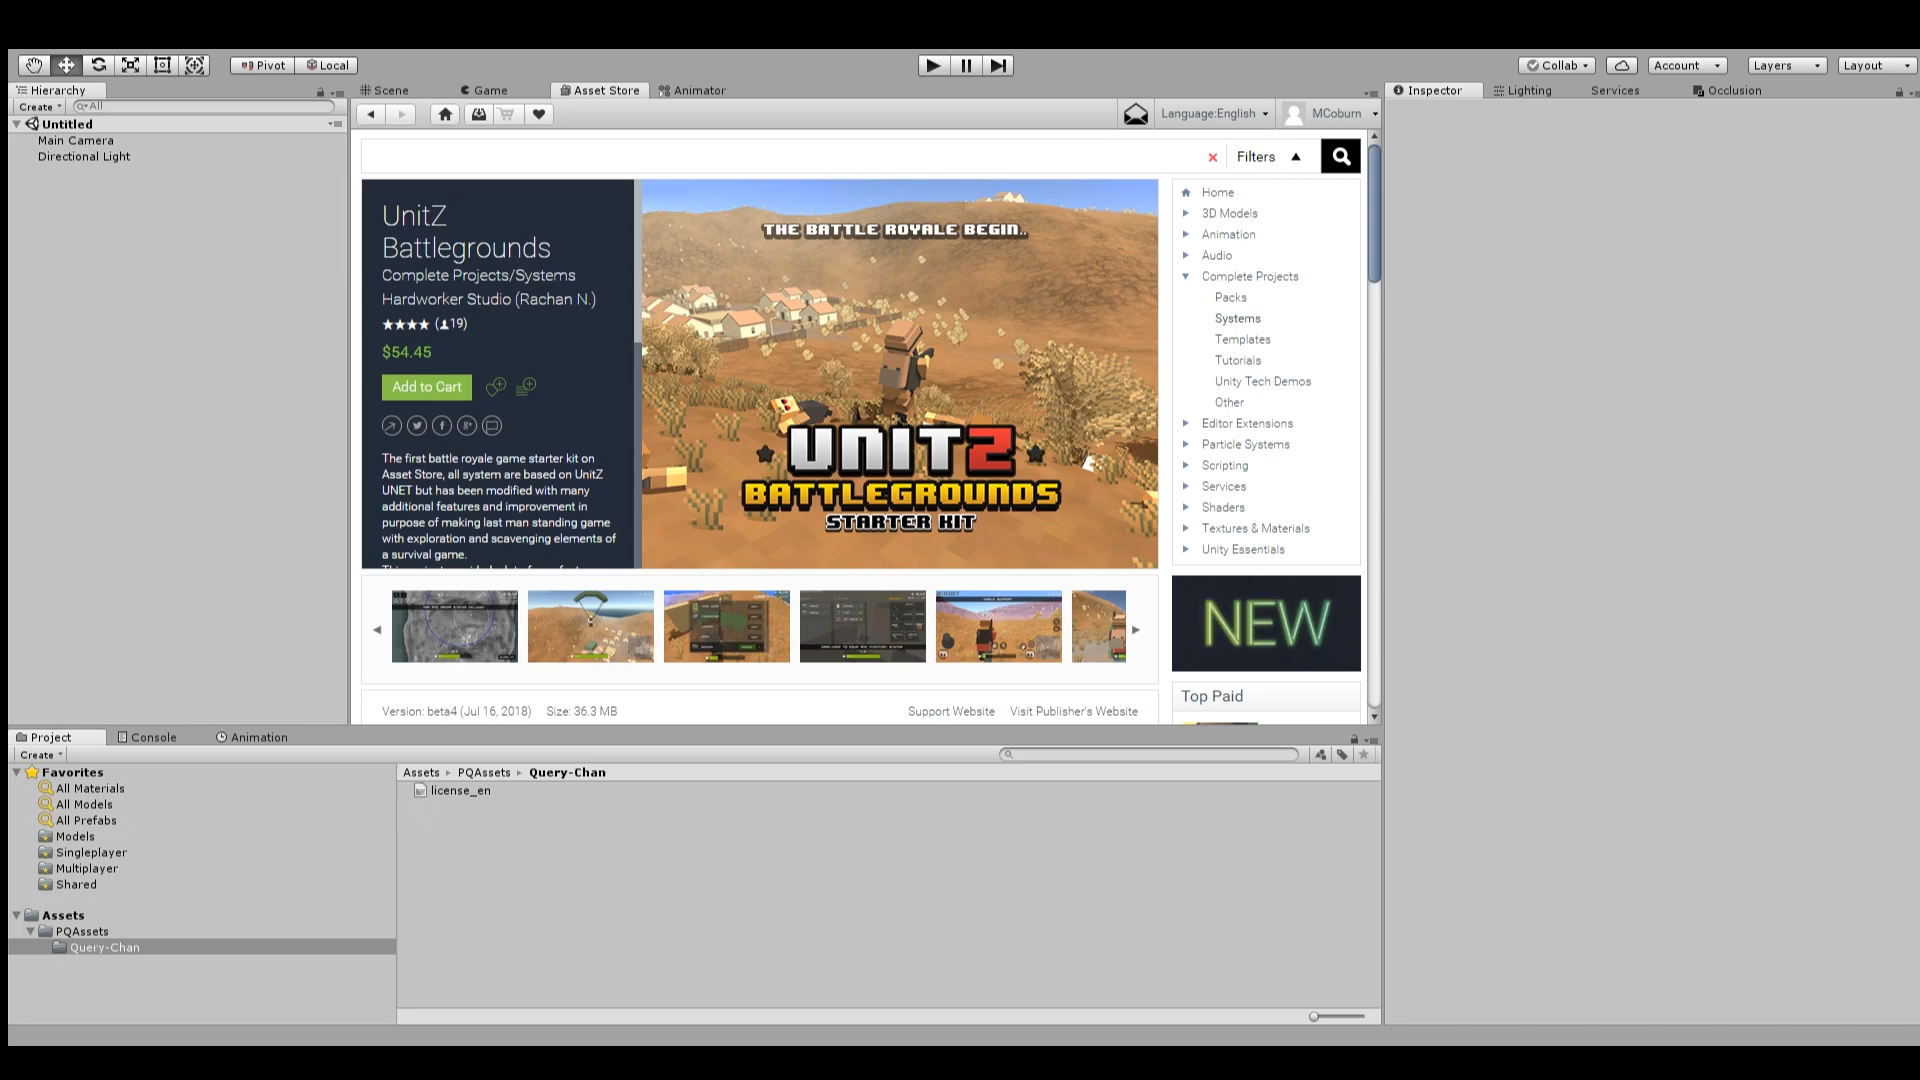 Pivot
Local
Collab
Account
Layers
Layout
Hierarchy
Scene
Game
Asset Store
Animator
Inspector
Lighting
Services
Occlusion
Create
All
Language:English
MCoburn
Untitled
Main Camera
Directional Light
Filters
UnitZ
Battlegrounds
Complete Projects/Systems
Hardworker Studio (Rachan N.)
★★★★ (19)
$54.45
Add to Cart
The first battle royale game starter kit on
Asset Store, all system are based on UnitZ
UNET but has been modified with many
additional features and improvement in
purpose of making last man standing game
with exploration and scavenging elements of
a survival game.
THE BATTLE ROYALE BEGIN..
UNITZ
BATTLEGROUNDS
STARTER KIT
Home
3D Models
Animation
Audio
Complete Projects
Packs
Systems
Templates
Tutorials
Unity Tech Demos
Other
Editor Extensions
Particle Systems
Scripting
Services
Shaders
Textures & Materials
Unity Essentials
NEW
Top Paid
Version: beta4 (Jul 16, 2018) Size: 36.3 MB
Support Website Visit Publisher's Website
Project
Console
Animation
Create
Favorites
All Materials
All Models
All Prefabs
Models
Singleplayer
Multiplayer
Shared
Assets
PQAssets
Query-Chan
Assets ▸ PQAssets ▸ Query-Chan
license_en